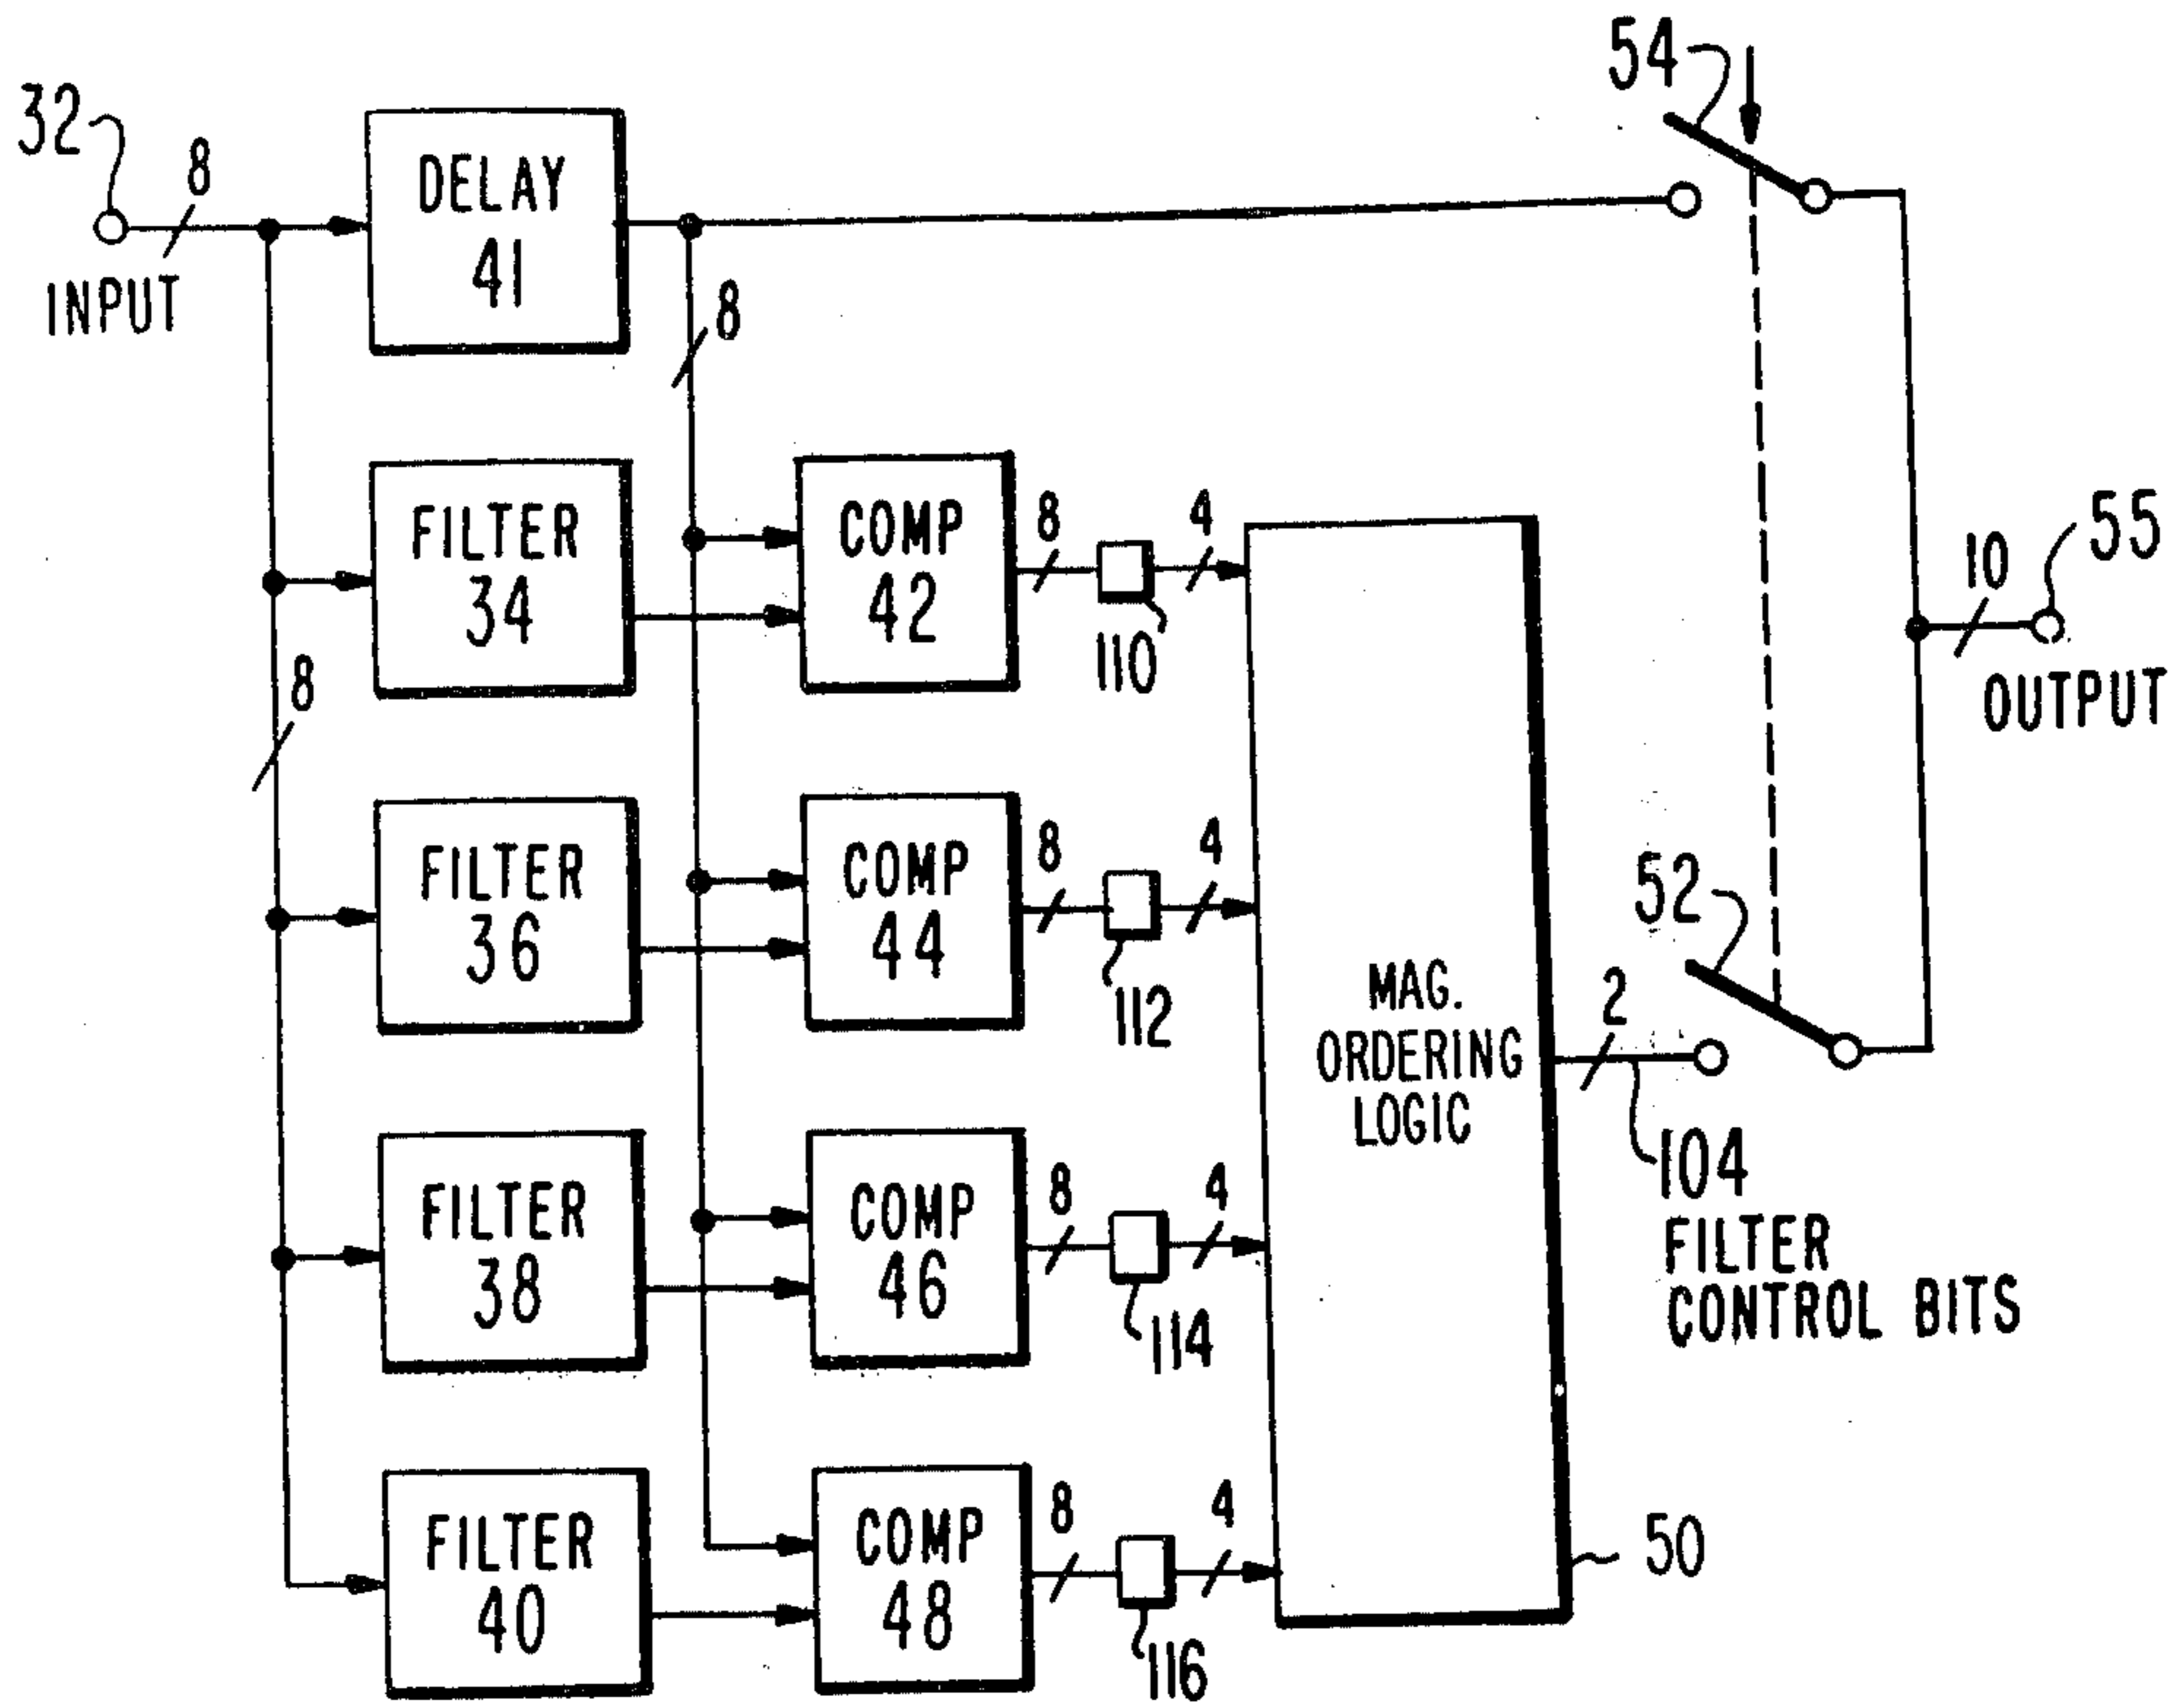 54
32
8
DELAY
41
INPUT
8
FILTER
34
COMP
42
8
4
110
55
10
OUTPUT
8
FILTER
36
COMP
44
8
4
112
MAG.
ORDERING
LOGIC
52
2
104
FILTER
CONTROL BITS
FILTER
38
COMP
46
8
4
114
FILTER
40
COMP
48
8
4
116
50